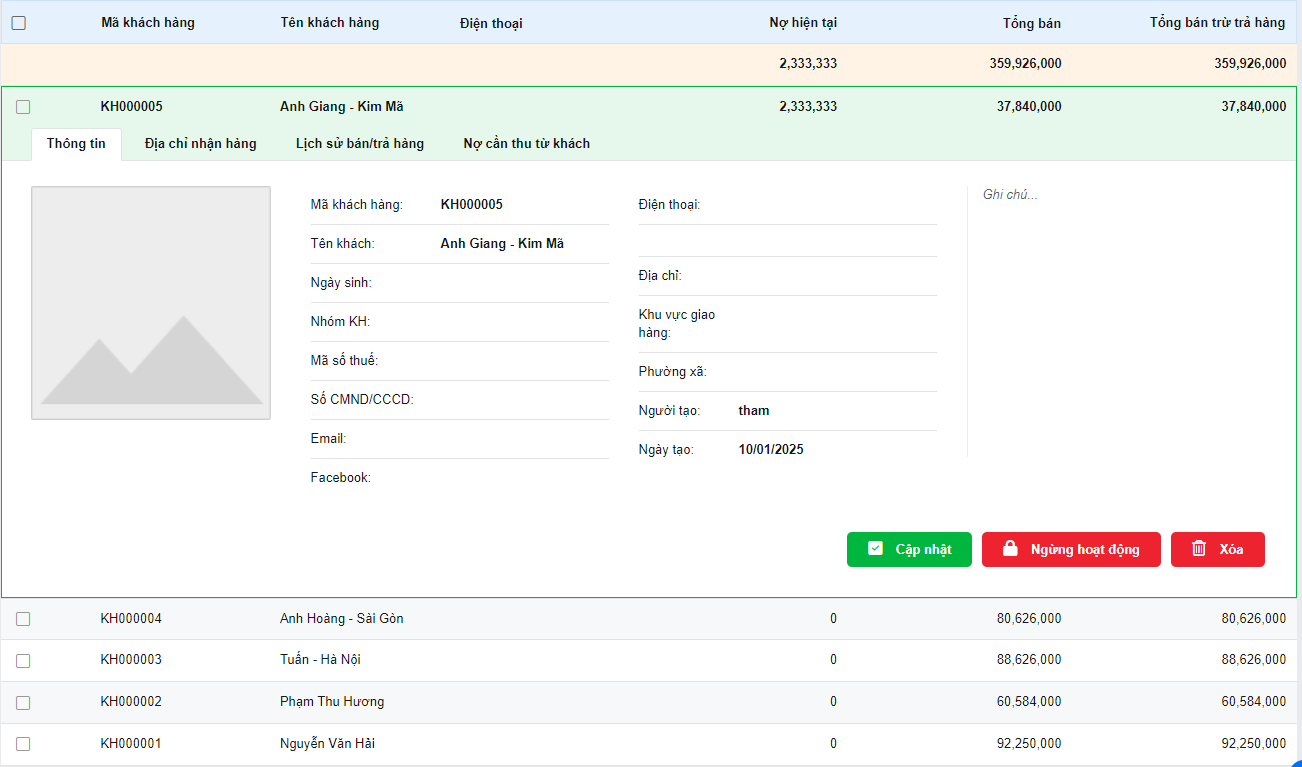 Mã khách hàng Tên khách hàng Điện thoại Nợ hiện tại Tổng bán Tổng bán trừ trả hàng
2,333,333 359,926,000 359,926,000
KH000005 Anh Giang - Kim Mã 2,333,333 37,840,000 37,840,000
Thông tin Địa chỉ nhận hàng Lịch sử bán/trả hàng Nợ cần thu từ khách
Mã khách hàng: KH000005
Tên khách: Anh Giang - Kim Mã
Ngày sinh:
Nhóm KH:
Mã số thuế:
Số CMND/CCCD:
Email:
Facebook:
Điện thoại:
Địa chỉ:
Khu vực giao
hàng:
Phường xã:
Người tạo: tham
Ngày tạo: 10/01/2025
Ghi chú...
Cập nhật Ngừng hoạt động Xóa
KH000004 Anh Hoàng - Sài Gòn 0 80,626,000 80,626,000
KH000003 Tuấn - Hà Nội 0 88,626,000 88,626,000
KH000002 Phạm Thu Hương 0 60,584,000 60,584,000
KH000001 Nguyễn Văn Hải 0 92,250,000 92,250,000